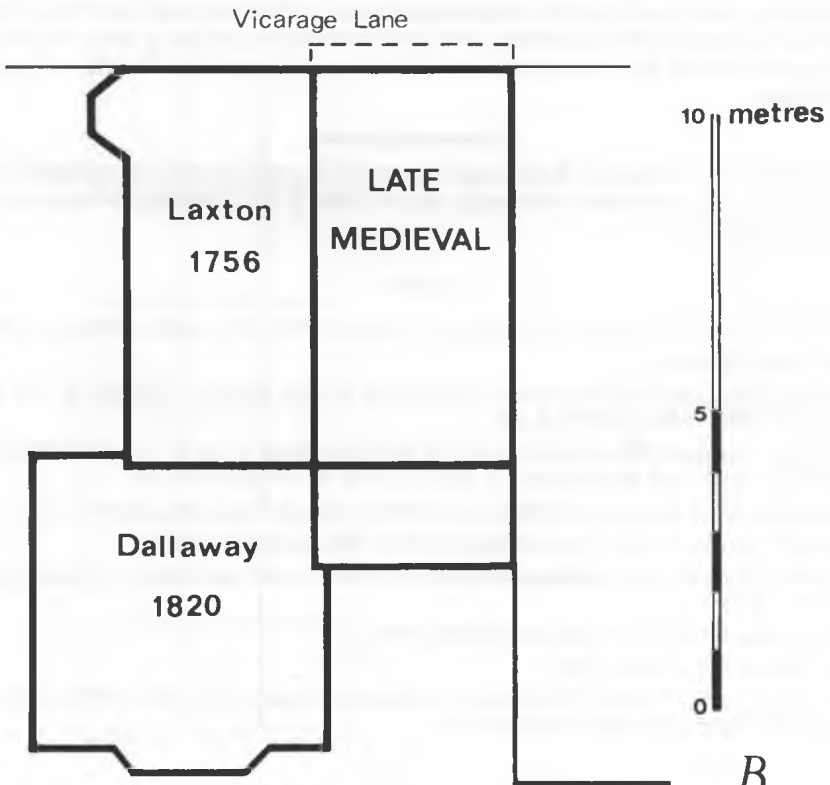 Vicarage Lane
10 metres
LATE
MEDIEVAL
Laxton
1756
5
Dallaway
1820
0
B